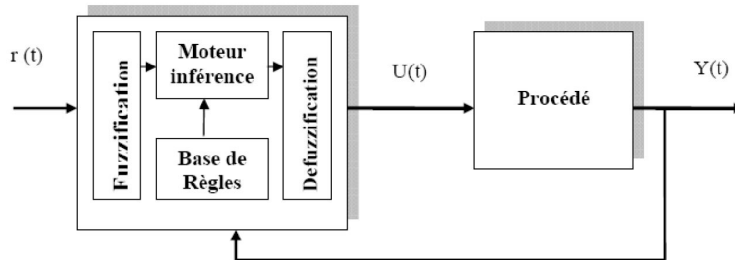 r (t)
Fuzzification
Moteur
inférence
Base de
Règles
Defuzzification
U(t)
Procédé
Y(t)